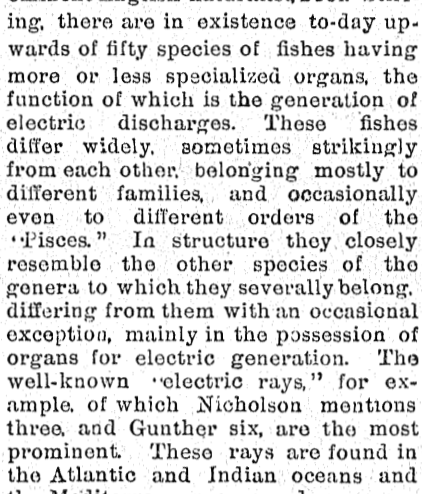 ing, there are in existence to-day up-
wards of fifty species of fishes having
more or less specialized organs, the
function of which is the generation of
electric discharges. These fishes
differ widely, sometimes strikingly
from each other, belonging mostly to
different families, and occasionally
even to different orders of the
"Pisces." In structure they closely
resemble the other species of the
genera to which they severally belong,
differing from them with an occasional
exception, mainly in the possession of
organs for electric generation. The
well-known "electric rays," for ex-
ample, of which Nicholson mentions
three, and Gunther six, are the most
prominent. These rays are found in
the Atlantic and Indian oceans and